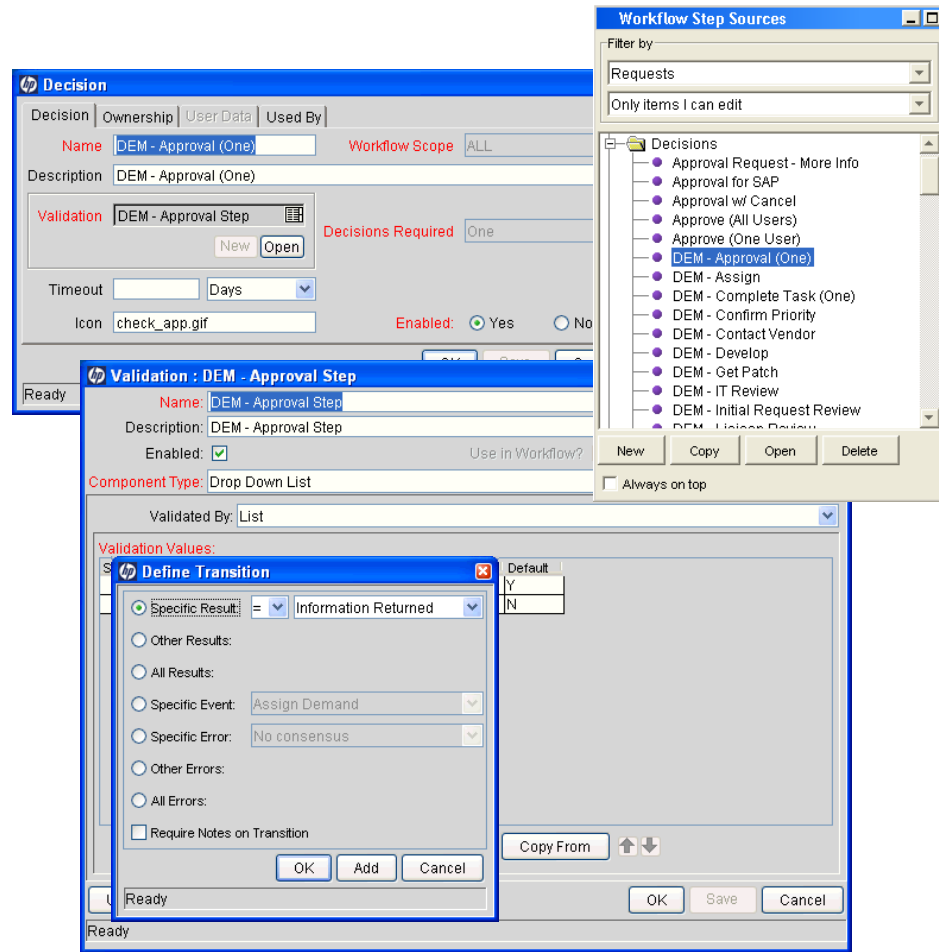 Workflow Step Sources
Filter by
Requests
Only items I can edit
Decisions
Approval Request - More Info
Approval for SAP
Approval w/ Cancel
Approve (All Users)
Approve (One User)
DEM - Approval (One)
DEM - Assign
DEM - Complete Task (One)
DEM - Confirm Priority
DEM - Contact Vendor
DEM - Develop
DEM - Get Patch
DEM - IT Review
DEM - Initial Request Review
New Copy Open Delete
Always on top
hp Decision
Decision Ownership User Data Used By
Name DEM - Approval (One) Workflow Scope ALL
Description DEM - Approval (One)
Validation DEM - Approval Step
Decisions Required One
New Open
Timeout Days
Icon check_app.gif Enabled: Yes No
Ready
hp Validation : DEM - Approval Step
Name: DEM - Approval Step
Description: DEM - Approval Step
Enabled: Use in Workflow?
Component Type: Drop Down List
Validated By: List
Validation Values:
Default
Y
N
hp Define Transition
Specific Result: = Information Returned
Other Results:
All Results:
Specific Event: Assign Demand
Specific Error: No consensus
Other Errors:
All Errors:
Require Notes on Transition
OK Add Cancel
Ready
Copy From
OK Save Cancel
Ready